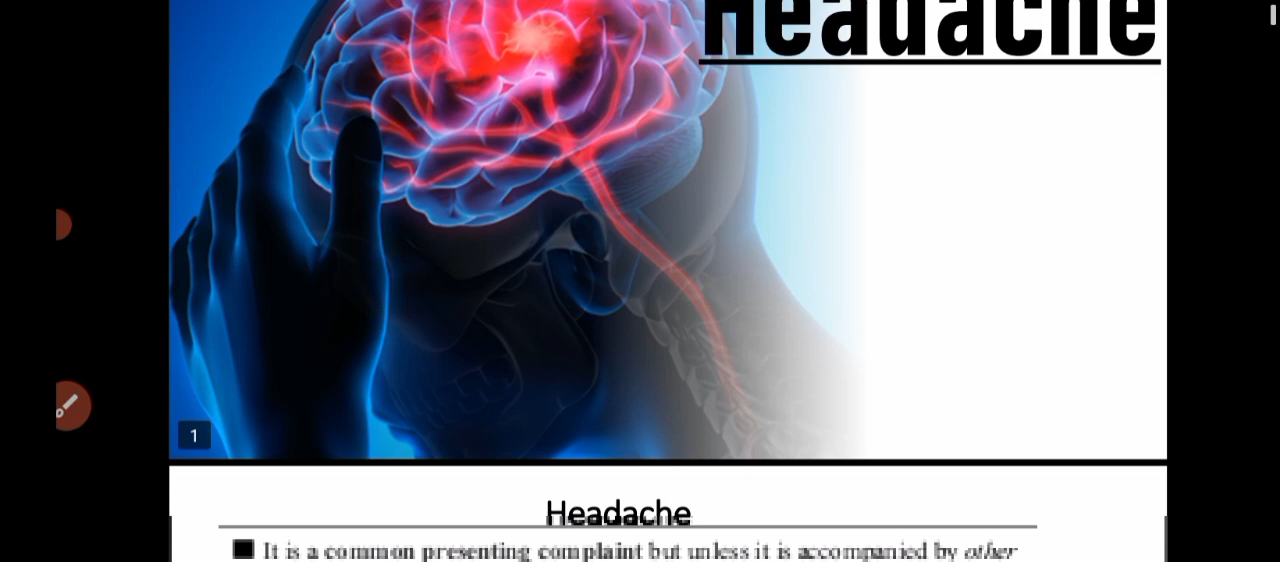 Headache
1
Headache
It is a common presenting complaint but unless it is accompanied by other